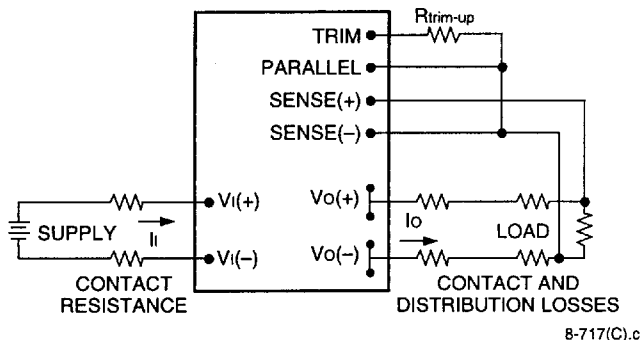 Rtrim-up
TRIM
PARALLEL
SENSE(+)
SENSE(−)
VI(+)
VO(+)
IO
SUPPLY
II
LOAD
VI(−)
VO(−)
CONTACT
RESISTANCE
CONTACT AND
DISTRIBUTION LOSSES
8-717(C).c